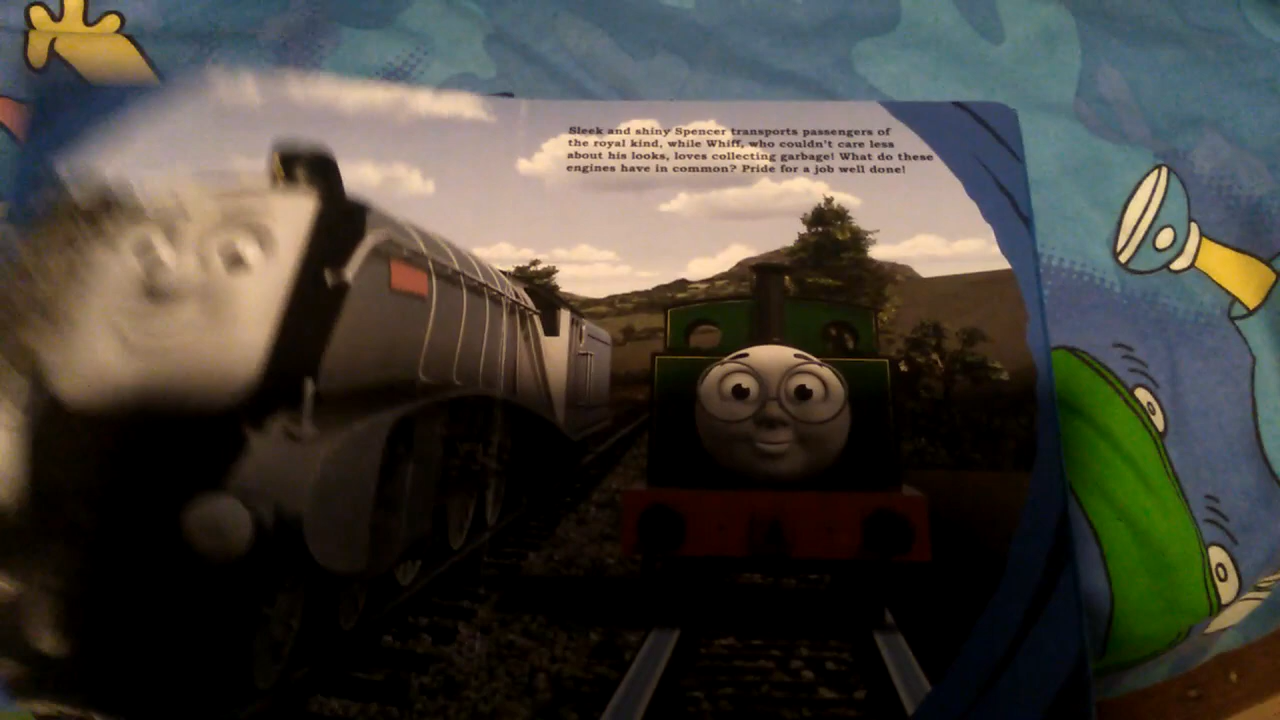 Sleek and shiny Spencer transports passengers of
the royal kind, while Whiff, who couldn't care less
about his looks, loves collecting garbage! What do these
engines have in common? Pride for a job well done!